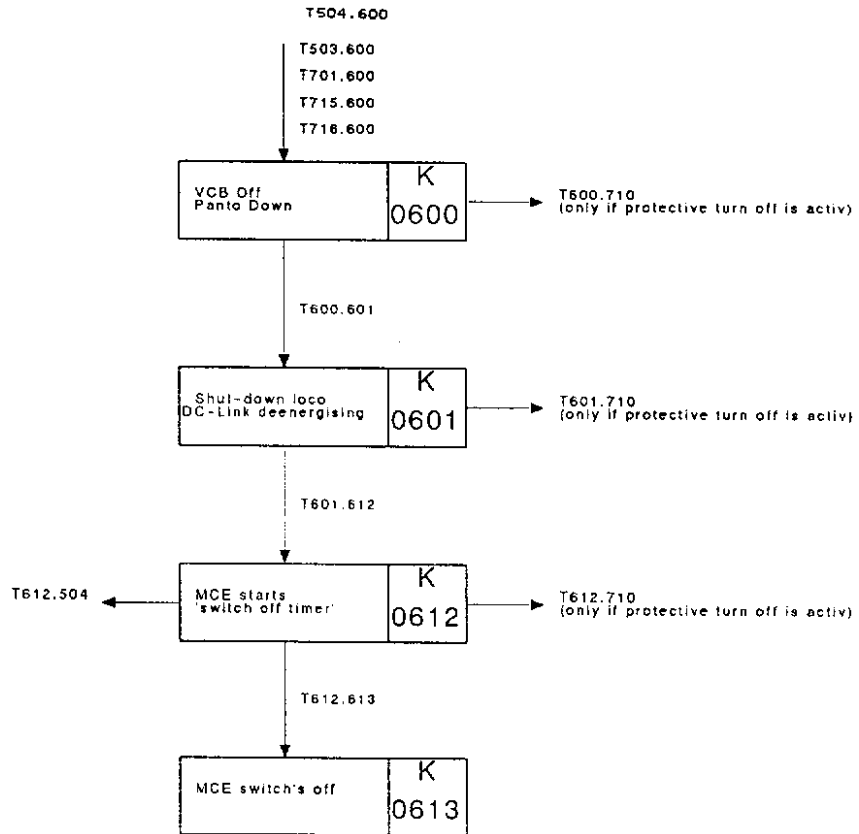 T504.600
T503.600
T701.600
T715.600
T716.600
VCB Off
Panto Down
K
0600
T600.710
(only if protective turn off is activ)
T600.601
Shut-down loco
DC-Link deenergising
K
0601
T601.710
(only if protective turn off is activ)
T601.612
T612.504
MCE starts
'switch off timer'
K
0612
T612.710
(only if protective turn off is activ)
T612.613
MCE switch's off
K
0613